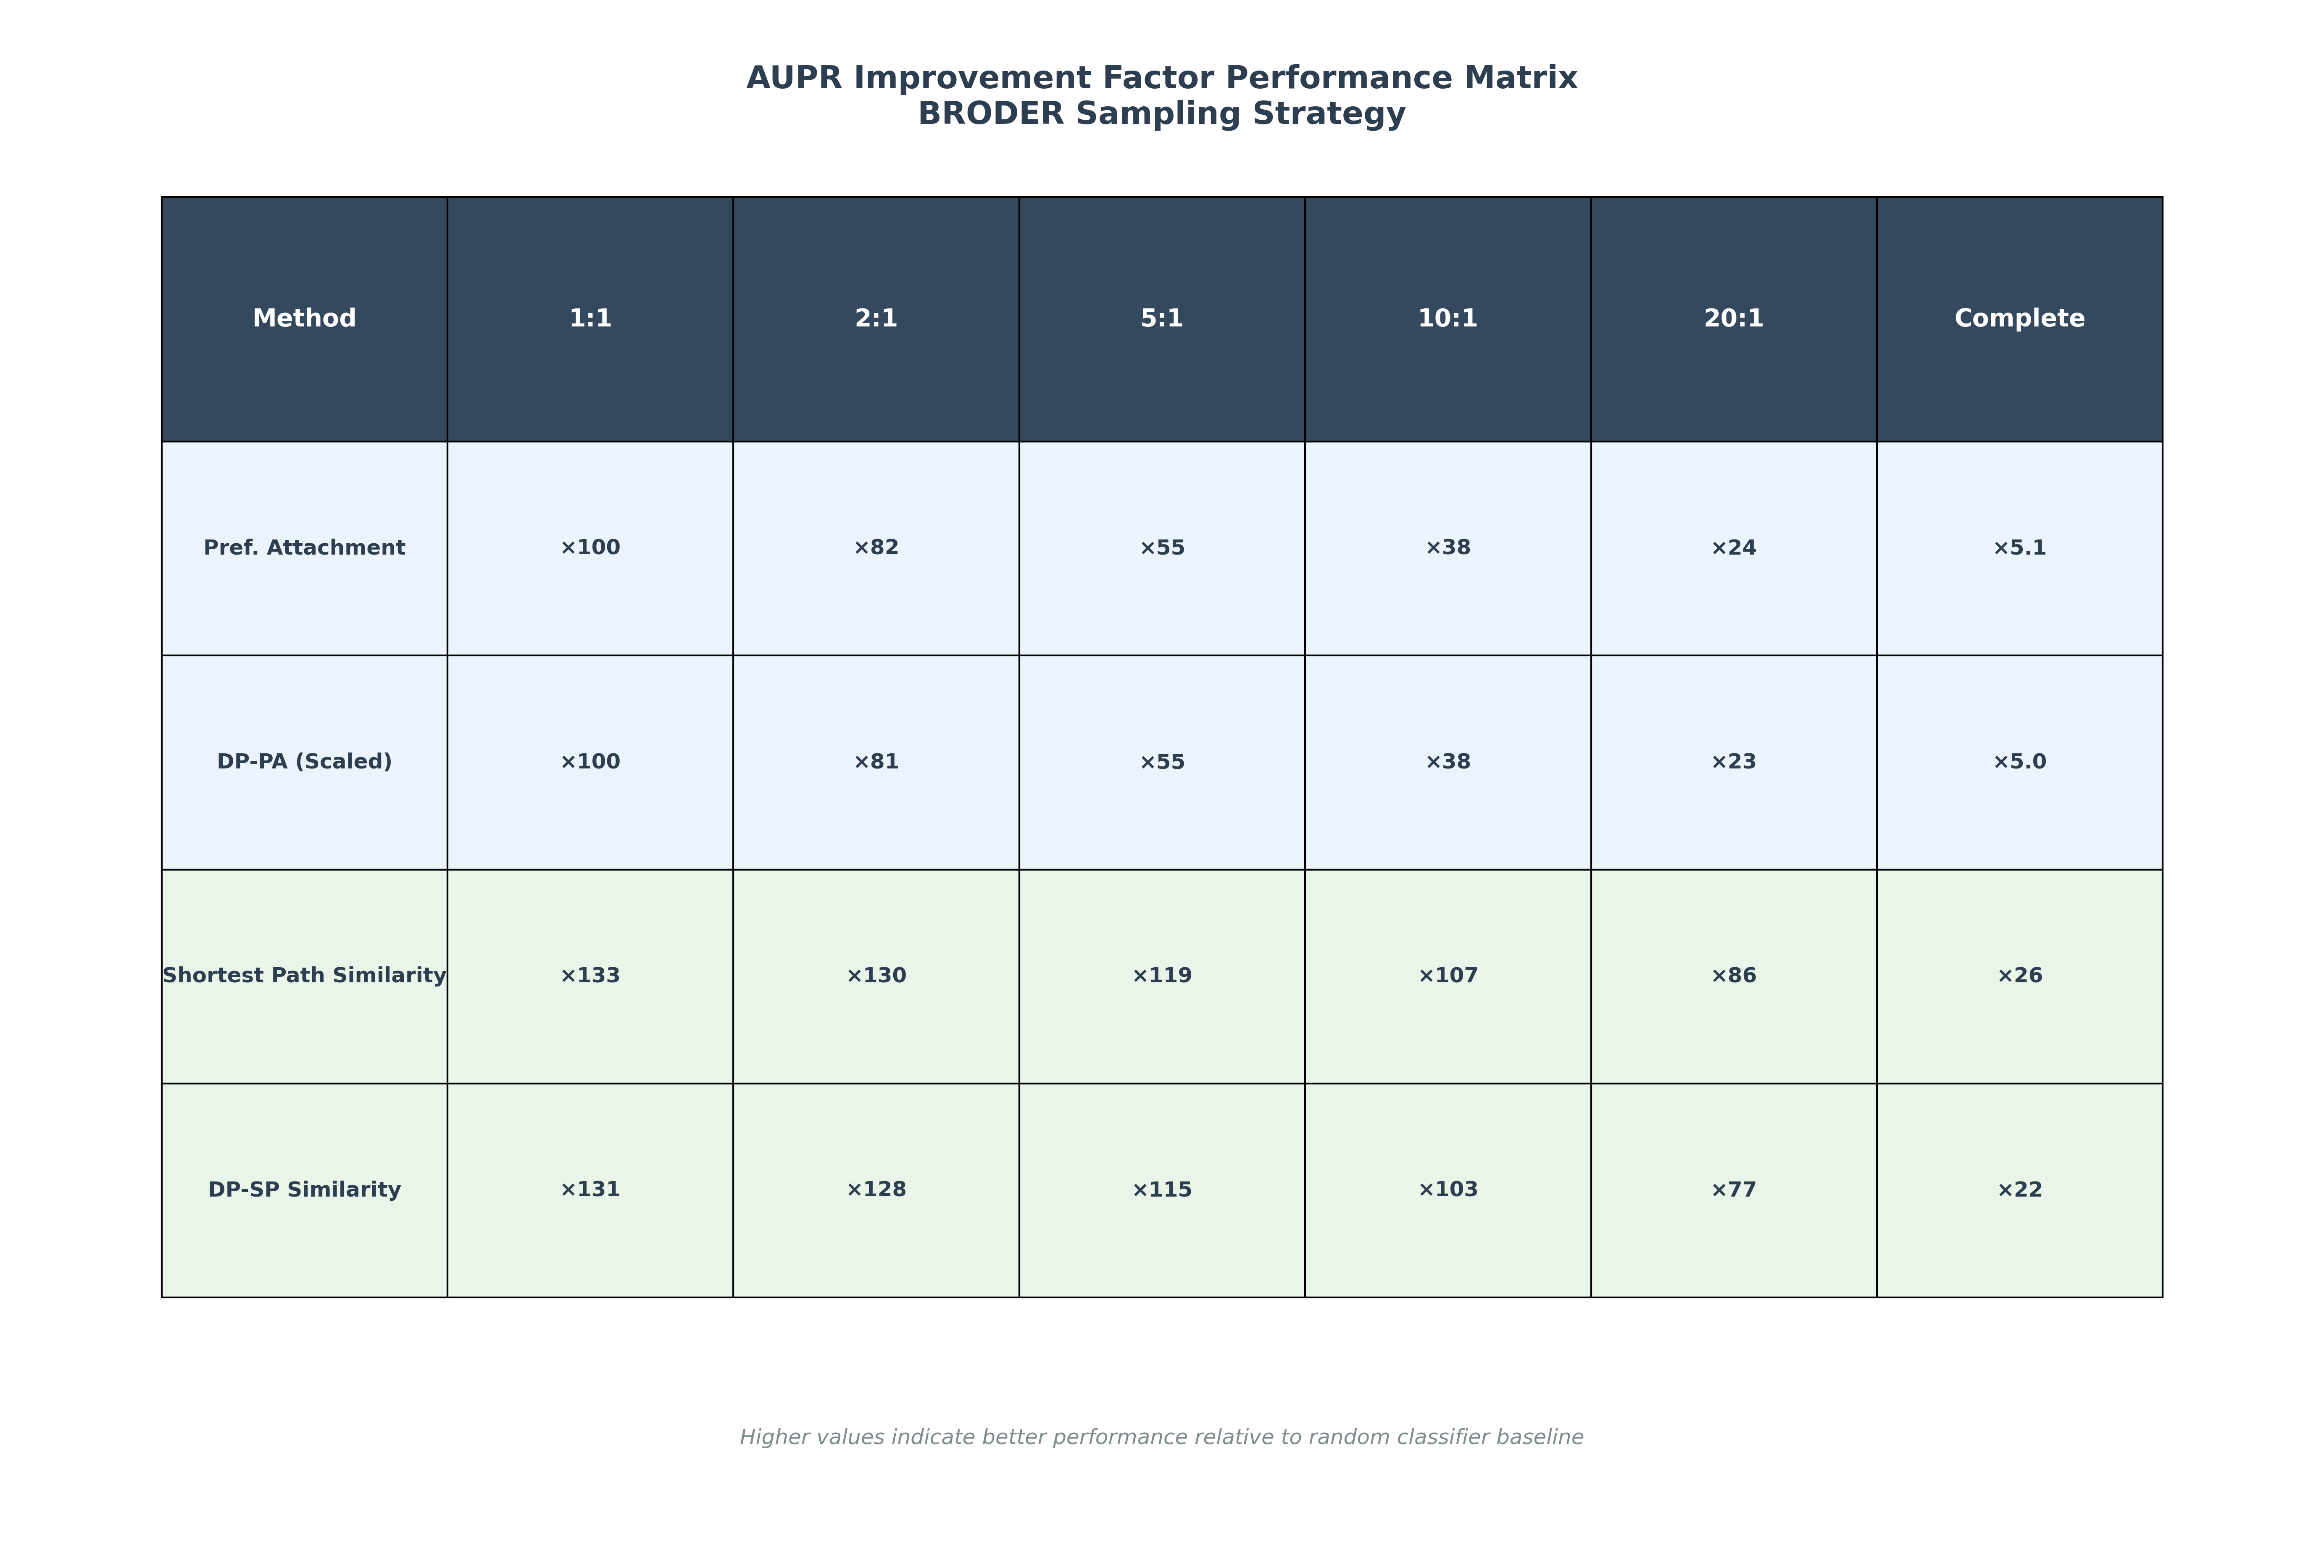 AUPR Improvement Factor Performance Matrix
BRODER Sampling Strategy
Method 1:1 2:1 5:1 10:1 20:1 Complete
Pref. Attachment ×100 ×82 ×55 ×38 ×24 ×5.1
DP-PA (Scaled) ×100 ×81 ×55 ×38 ×23 ×5.0
Shortest Path Similarity ×133 ×130 ×119 ×107 ×86 ×26
DP-SP Similarity ×131 ×128 ×115 ×103 ×77 ×22
Higher values indicate better performance relative to random classifier baseline